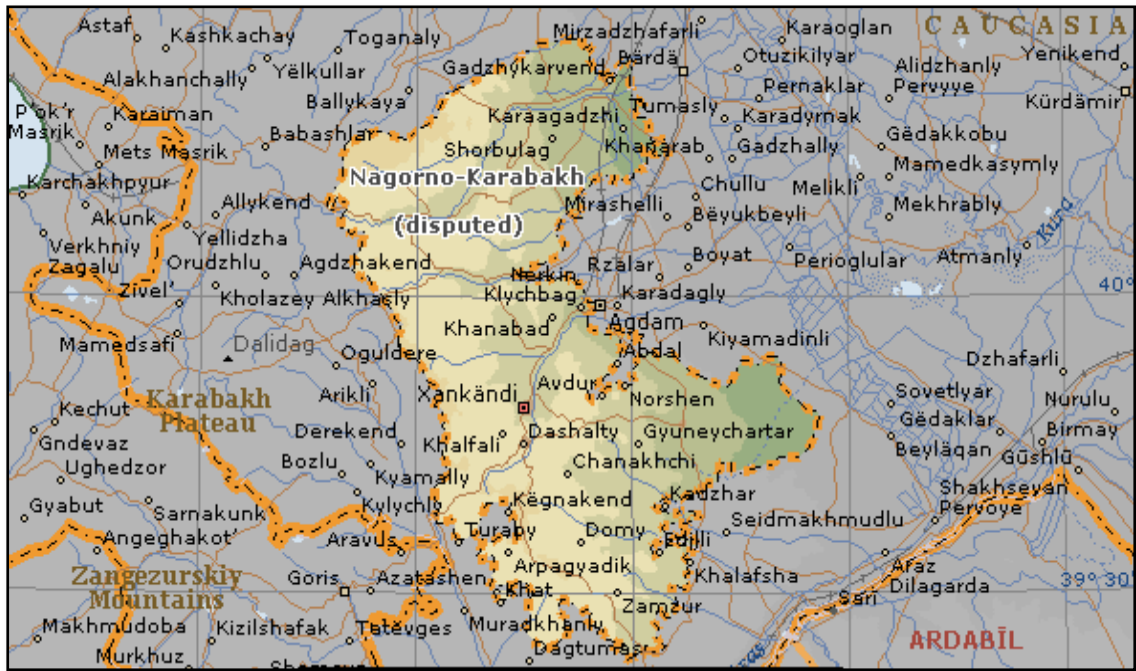 Astaf
Kashkachay
Toganaly
Mirzadzhafarli
Karaoglan
CAUCASIA
Yëlkullar
Gadzhykarvend
Bärdä
Otuzikilyar
Alidzhanly
Yenikend
Alakhanchally
Ballykaya
Tumasly
Pernaklar
Pervyye
Kürdämir
P'ok'r
Masrik
Karaiman
Karaagadzhi
Karadyrnak
Babashlar
Shorbulag
Khanarab
Gadzhally
Gëdakkobu
Mets Masrik
Mamedkasymly
Karchakhpyur
Nagorno-Karabakh
(disputed)
Chullu
Melikli
Akunk
Allykend
Mirashelli
Bëyukbeyli
Mekhrably
Kura
Verkhniy
Zagalu
Yellidzha
Orudzhlu
Agdzhakend
Nerkin
Rzalar
Boyat
Perioglular
Atmanly
Zivel'
Kholazey
Alkhasly
Klychbag
Karadagly
40°
Khanabad
Agdam
Kiyamadinli
Mamedsafi
Dalidag
Oguldere
Abdal
Dzhafarli
Karabakh
Plateau
Arikli
Xankändi
Avdur
Norshen
Sovetlyar
Nurulu
Kechut
Gëdaklar
Gndevaz
Derekend
Khalfali
Dashalty
Gyuneychartar
Beyläqan
Birmay
Ughedzor
Bozlu
Kyamally
Chanakhchi
Güshlü
Gyabut
Sarnakunk
Kylychly
Këgnakend
Kadzhar
Shakhsevan
Pervoye
Angeghakot'
Aravus
Turapy
Domy
Edilli
Seidmakhmudlu
Zangezurskiy
Mountains
Goris
Azatashen
Arpagyadik
Khalafsha
Araz
Dilagarda
39° 30'
Khat
Zamzur
Sari
Makhmudoba
Kizilshafak
Tatevges
Muradkhanly
ARDABĪL
Murkhuz
Dagtumas